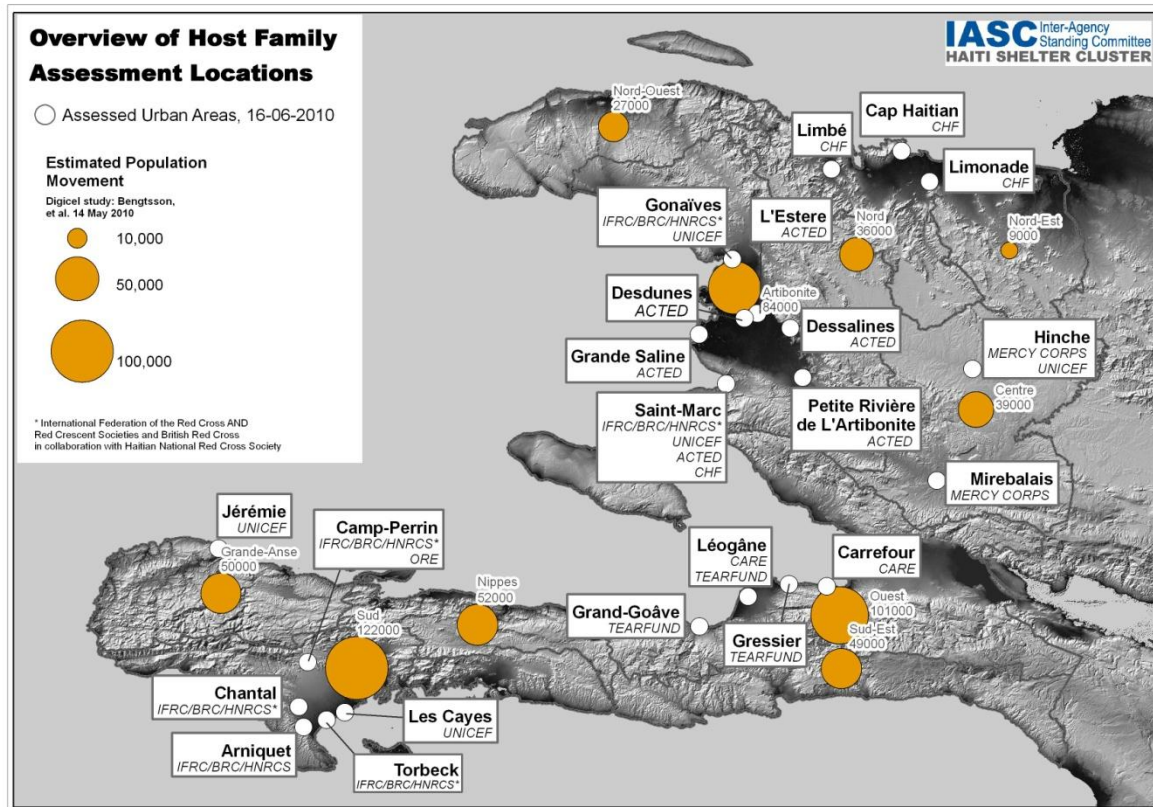 Overview of Host Family
Assessment Locations
Assessed Urban Areas, 16-06-2010
Estimated Population
Movement
Digicel study: Bengtsson,
et al. 14 May 2010
10,000
50,000
100,000
* International Federation of the Red Cross AND
Red Crescent Societies and British Red Cross
in collaboration with Haitian National Red Cross Society
IASC Inter-Agency
Standing Committee
HAITI SHELTER CLUSTER
Nord-Ouest
27000
Cap Haitian
CHF
Limbé
CHF
Limonade
CHF
Gonaïves
IFRC/BRC/HNRCS*
UNICEF
L'Estere
ACTED
Nord
36000
Nord-Est
9000
Desdunes
ACTED
Artibonite
84000
Dessalines
ACTED
Grande Saline
ACTED
Hinche
MERCY CORPS
UNICEF
Centre
39000
Saint-Marc
IFRC/BRC/HNRCS*
UNICEF
ACTED
CHF
Petite Rivière
de L'Artibonite
ACTED
Mirebalais
MERCY CORPS
Jérémie
UNICEF
Grande-Anse
50000
Camp-Perrin
IFRC/BRC/HNRCS*
ORE
Nippes
52000
Léogâne
CARE
TEARFUND
Carrefour
CARE
Ouest
101000
Grand-Goâve
TEARFUND
Gressier
TEARFUND
Sud-Est
49000
Sud
122000
Chantal
IFRC/BRC/HNRCS*
Les Cayes
UNICEF
Arniquet
IFRC/BRC/HNRCS
Torbeck
IFRC/BRC/HNRCS*